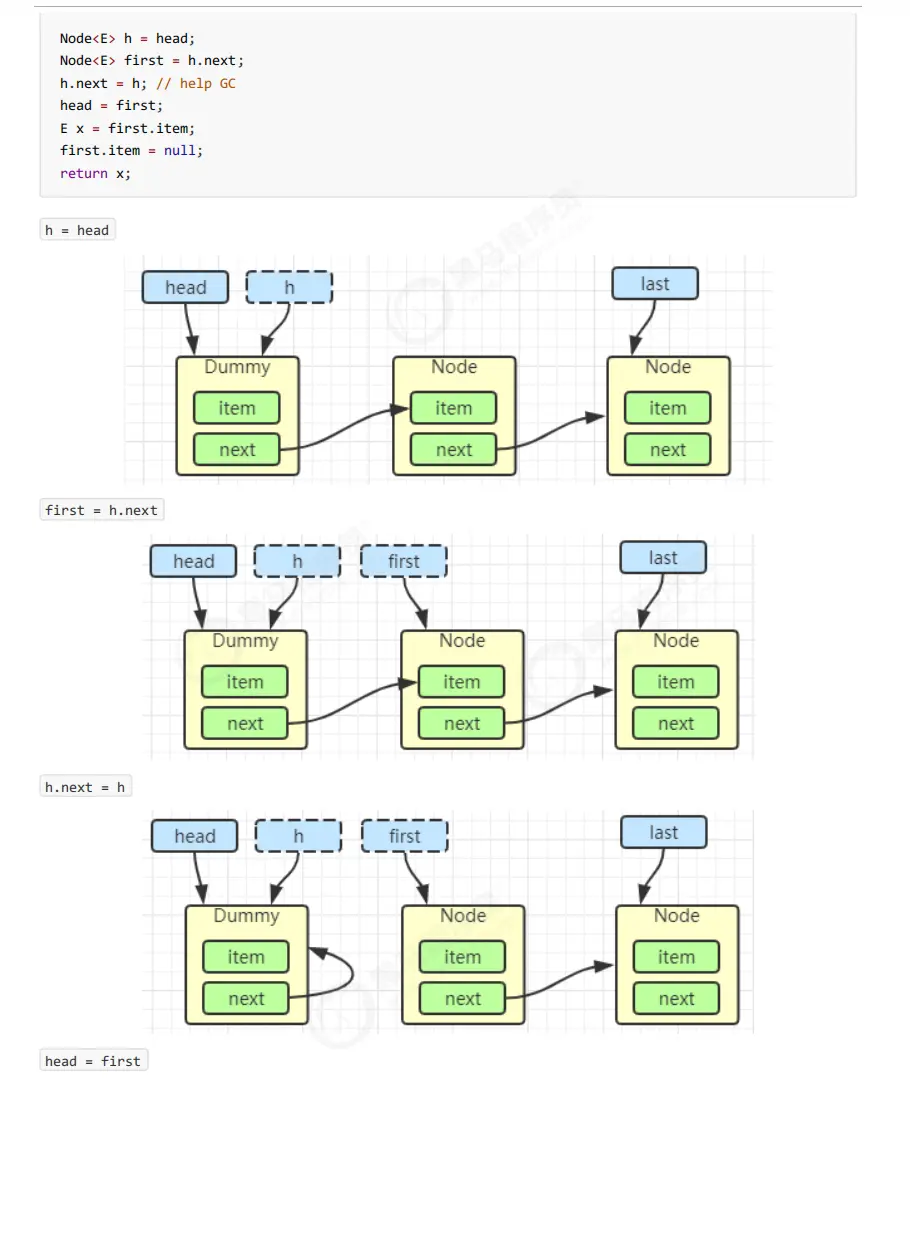 Node<E> h = head;
Node<E> first = h.next;
h.next = h; // help GC
head = first;
E x = first.item;
first.item = null;
return x;
h = head
head h last
Dummy Node Node
item item item
next next next
first = h.next
head h first last
Dummy Node Node
item item item
next next next
h.next = h
head h first last
Dummy Node Node
item item item
next next next
head = first